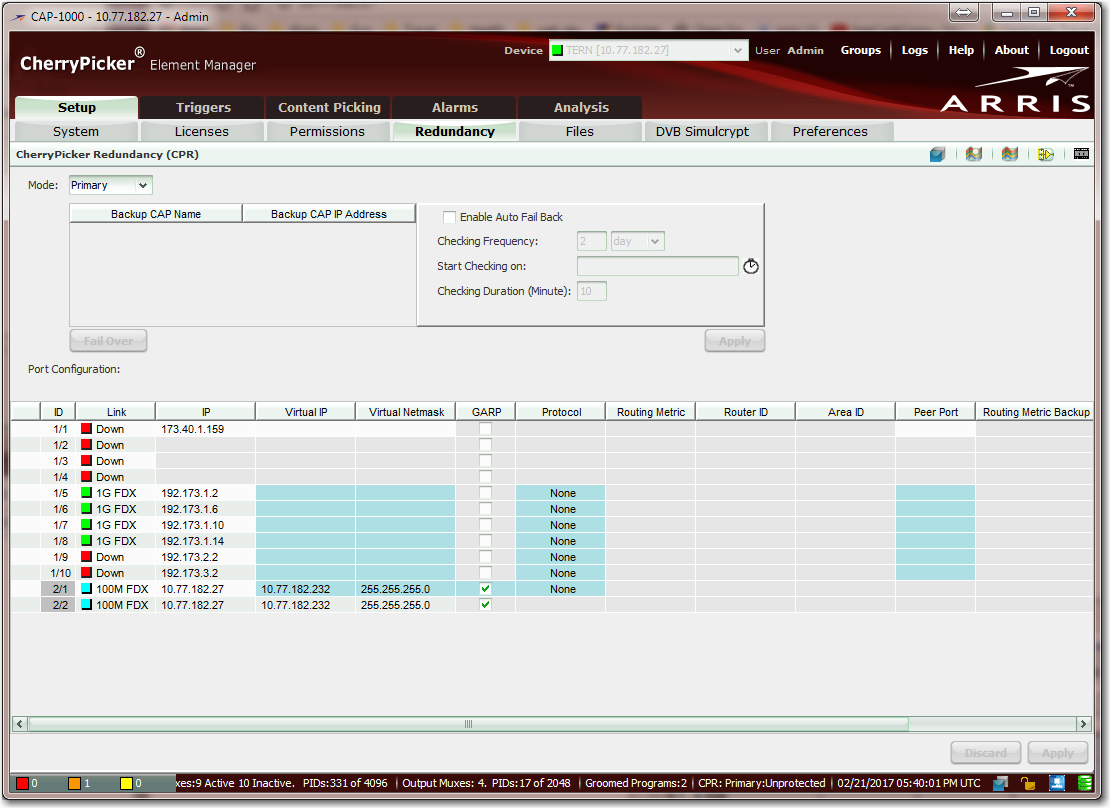 CAP-1000 - 10.77.182.27 - Admin
CherryPicker® Element Manager
Device TERN [10.77.182.27] User Admin Groups Logs Help About Logout
ARRIS
Setup Triggers Content Picking Alarms Analysis
System Licenses Permissions Redundancy Files DVB Simulcrypt Preferences
CherryPicker Redundancy (CPR)
Mode: Primary
Backup CAP Name Backup CAP IP Address
Enable Auto Fail Back
Checking Frequency: 2 day
Start Checking on:
Checking Duration (Minute): 10
Fail Over Apply
Port Configuration:
ID Link IP Virtual IP Virtual Netmask GARP Protocol Routing Metric Router ID Area ID Peer Port Routing Metric Backup
1/1 Down 173.40.1.159
1/2 Down
1/3 Down
1/4 Down
1/5 1G FDX 192.173.1.2 None
1/6 1G FDX 192.173.1.6 None
1/7 1G FDX 192.173.1.10 None
1/8 1G FDX 192.173.1.14 None
1/9 Down 192.173.2.2 None
1/10 Down 192.173.3.2 None
2/1 100M FDX 10.77.182.27 10.77.182.232 255.255.255.0 None
2/2 100M FDX 10.77.182.27 10.77.182.232 255.255.255.0
Discard Apply
0 1 0 xes:9 Active 10 Inactive. PIDs:331 of 4096 Output Muxes: 4. PIDs:17 of 2048 Groomed Programs:2 CPR: Primary:Unprotected 02/21/2017 05:40:01 PM UTC